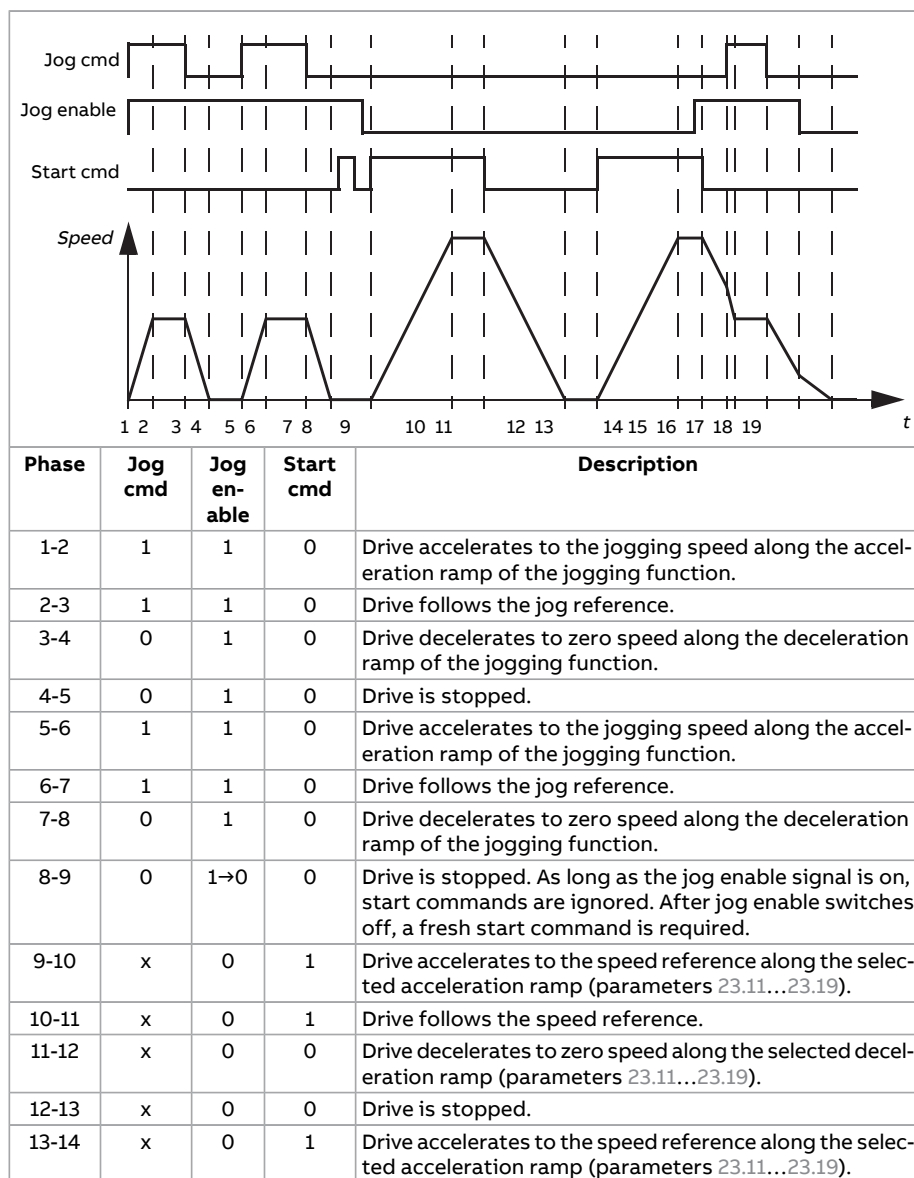 Jog cmd
Jog enable
Start cmd
Speed
t
1 2 3 4 5 6 7 8 9 10 11 12 13 14 15 16 17 18 19
Phase Jog cmd Jog en-able Start cmd Description
1-2 1 1 0 Drive accelerates to the jogging speed along the accel-
eration ramp of the jogging function.
2-3 1 1 0 Drive follows the jog reference.
3-4 0 1 0 Drive decelerates to zero speed along the deceleration
ramp of the jogging function.
4-5 0 1 0 Drive is stopped.
5-6 1 1 0 Drive accelerates to the jogging speed along the accel-
eration ramp of the jogging function.
6-7 1 1 0 Drive follows the jog reference.
7-8 0 1 0 Drive decelerates to zero speed along the deceleration
ramp of the jogging function.
8-9 0 1→0 0 Drive is stopped. As long as the jog enable signal is on,
start commands are ignored. After jog enable switches
off, a fresh start command is required.
9-10 x 0 1 Drive accelerates to the speed reference along the selec-
ted acceleration ramp (parameters 23.11…23.19).
10-11 x 0 1 Drive follows the speed reference.
11-12 x 0 0 Drive decelerates to zero speed along the selected decel-
eration ramp (parameters 23.11…23.19).
12-13 x 0 0 Drive is stopped.
13-14 x 0 1 Drive accelerates to the speed reference along the selec-
ted acceleration ramp (parameters 23.11…23.19).